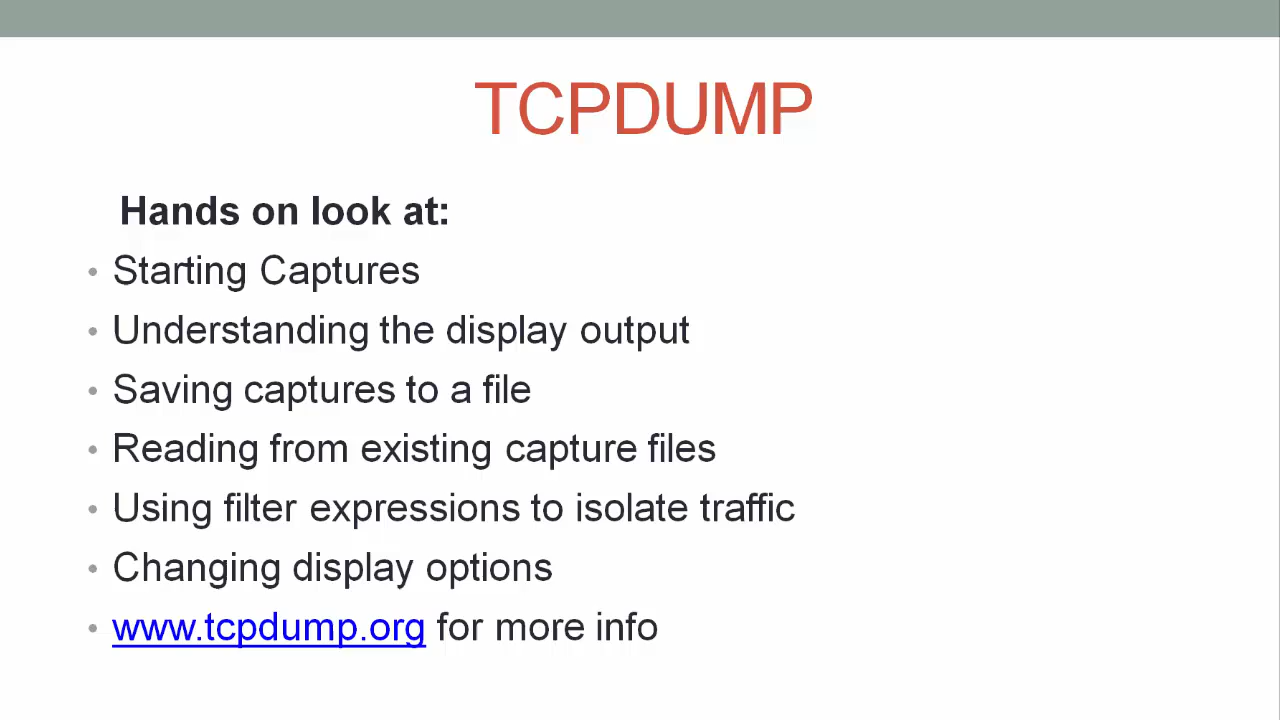 TCPDUMP
Hands on look at:
• Starting Captures
• Understanding the display output
• Saving captures to a file
• Reading from existing capture files
• Using filter expressions to isolate traffic
• Changing display options
• www.tcpdump.org for more info